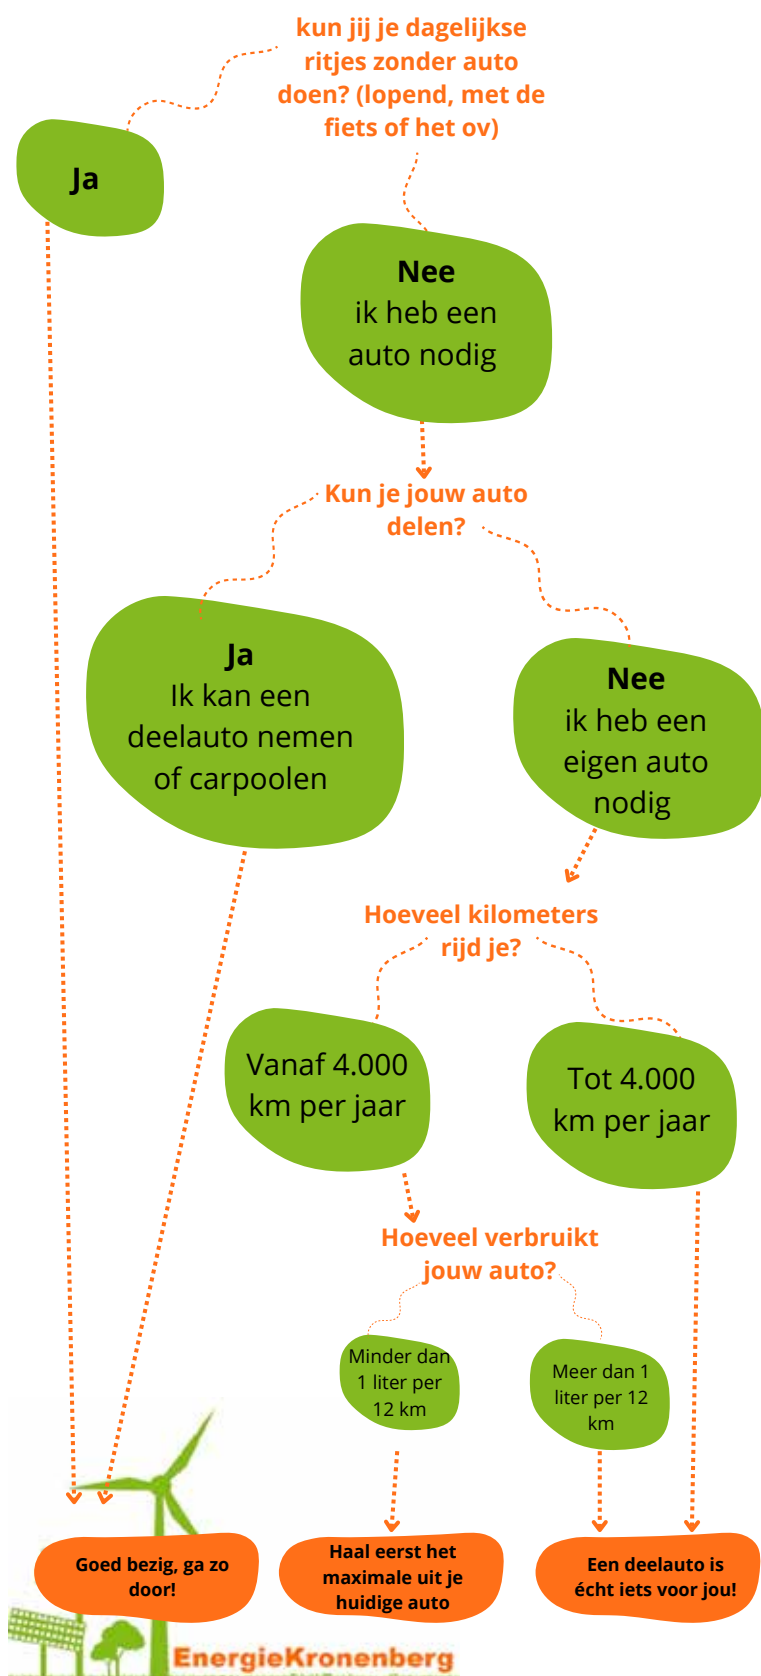 kun jij je dagelijkse
ritjes zonder auto
doen? (lopend, met de
fiets of het ov)
Ja
Nee
ik heb een
auto nodig
Kun je jouw auto
delen?
Ja
Ik kan een
deelauto nemen
of carpoolen
Nee
ik heb een
eigen auto
nodig
Hoeveel kilometers
rijd je?
Vanaf 4.000
km per jaar
Tot 4.000
km per jaar
Hoeveel verbruikt
jouw auto?
Minder dan
1 liter per
12 km
Meer dan 1
liter per 12
km
Goed bezig, ga zo
door!
Haal eerst het
maximale uit je
huidige auto
Een deelauto is
écht iets voor jou!
EnergieKronenberg